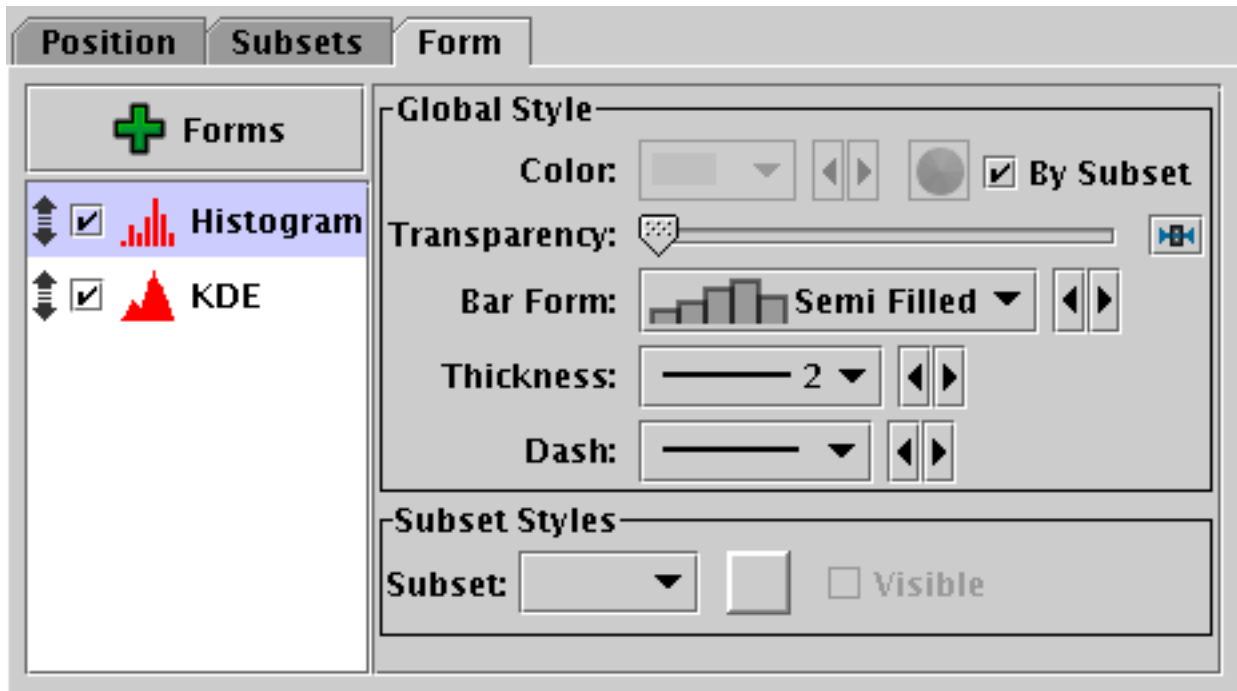 Position Subsets Form
Forms
Histogram
KDE
Global Style
Color: By Subset
Transparency:
Bar Form: Semi Filled
Thickness: 2
Dash:
Subset Styles
Subset: Visible